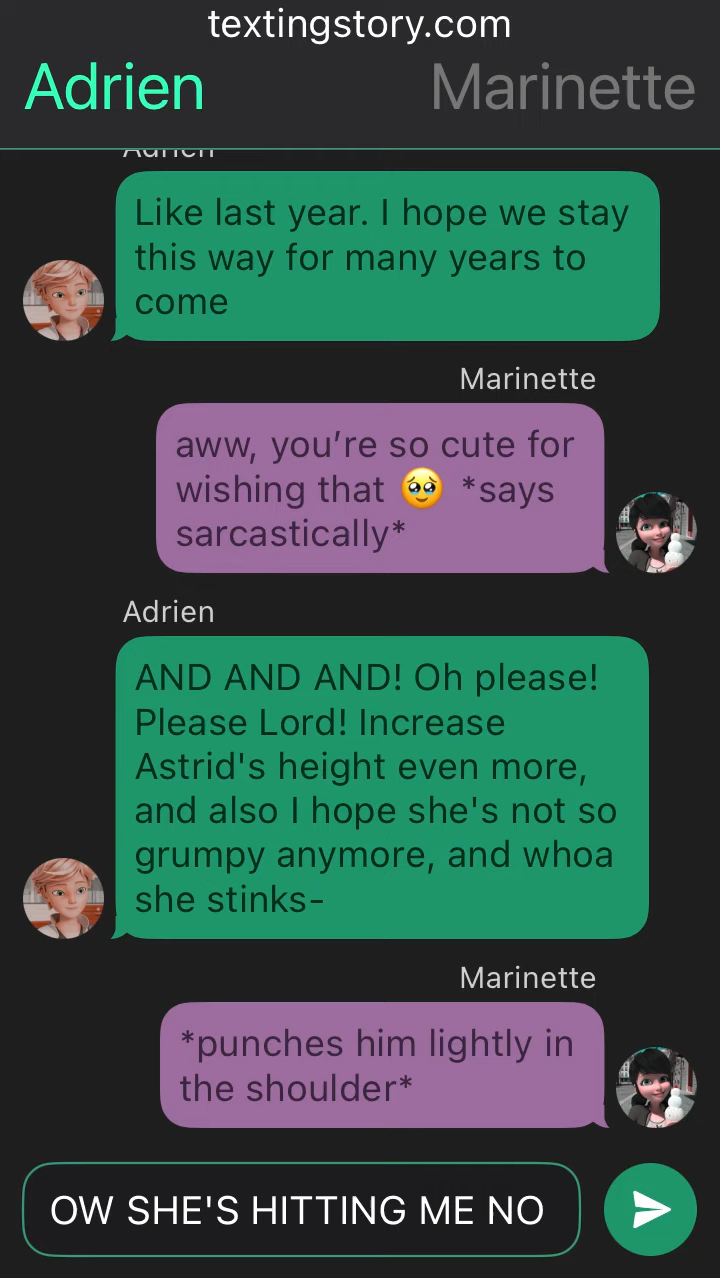 textingstory.com
Adrien Marinette
Adrien
Like last year. I hope we stay
this way for many years to
come
Marinette
aww, you’re so cute for
wishing that 🥹 *says
sarcastically*
Adrien
AND AND AND! Oh please!
Please Lord! Increase
Astrid's height even more,
and also I hope she's not so
grumpy anymore, and whoa
she stinks-
Marinette
*punches him lightly in
the shoulder*
OW SHE'S HITTING ME NO